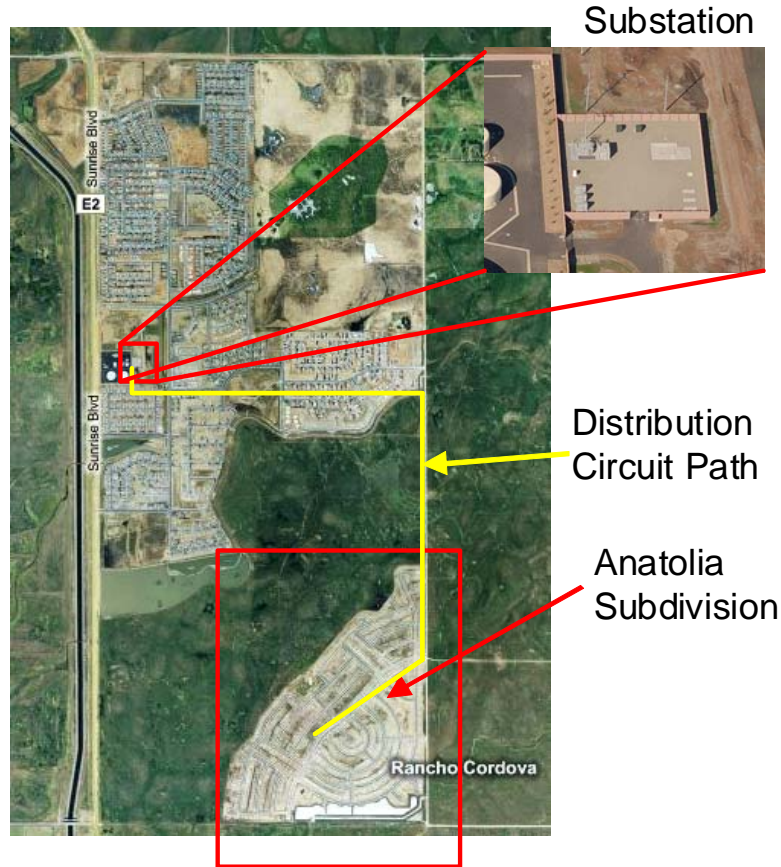 Substation
Sunrise Blvd
E2
Sunrise Blvd
Distribution
Circuit Path
Anatolia
Subdivision
Rancho Cordova